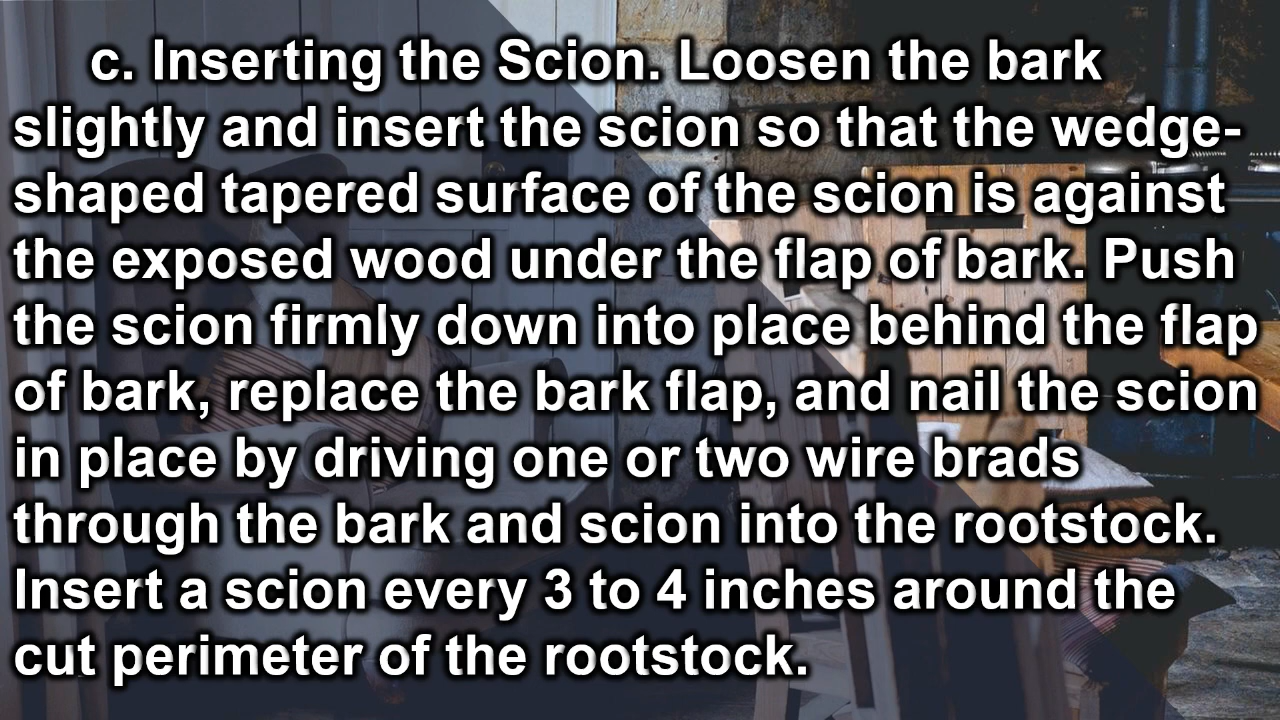 c. Inserting the Scion. Loosen the bark
slightly and insert the scion so that the wedge-
shaped tapered surface of the scion is against
the exposed wood under the flap of bark. Push
the scion firmly down into place behind the flap
of bark, replace the bark flap, and nail the scion
in place by driving one or two wire brads
through the bark and scion into the rootstock.
Insert a scion every 3 to 4 inches around the
cut perimeter of the rootstock.